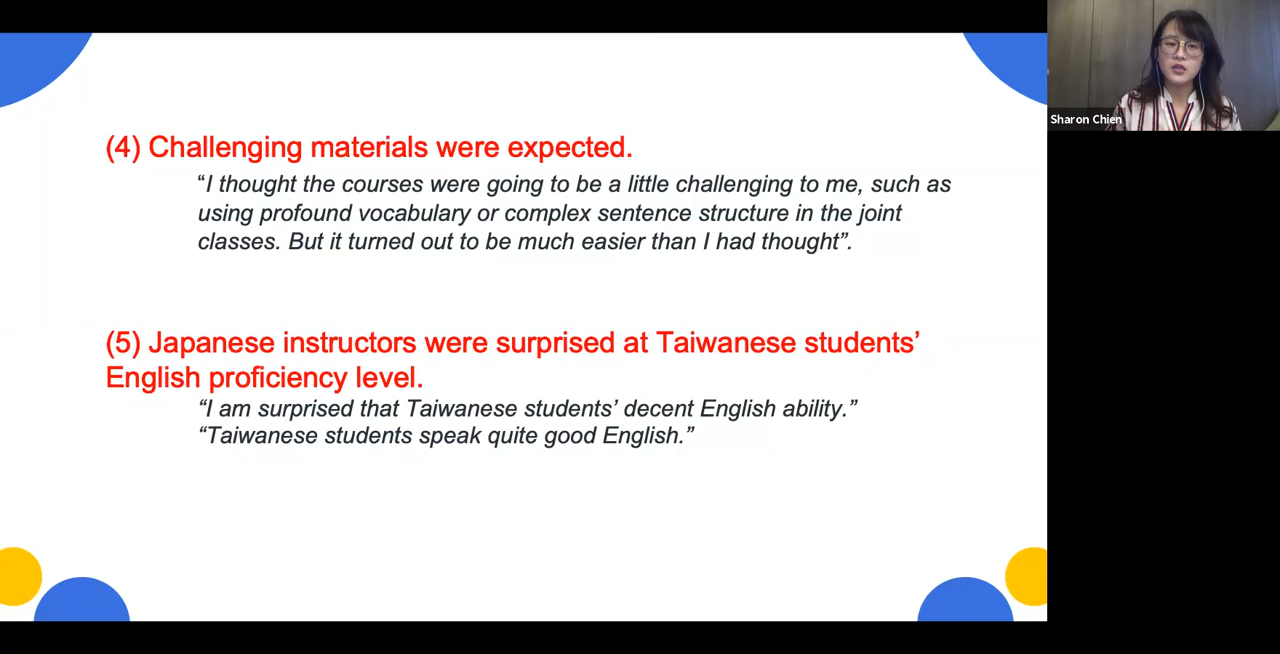 (4) Challenging materials were expected.
“I thought the courses were going to be a little challenging to me, such as
using profound vocabulary or complex sentence structure in the joint
classes. But it turned out to be much easier than I had thought”.
(5) Japanese instructors were surprised at Taiwanese students’
English proficiency level.
“I am surprised that Taiwanese students’ decent English ability.”
“Taiwanese students speak quite good English.”
Sharon Chien